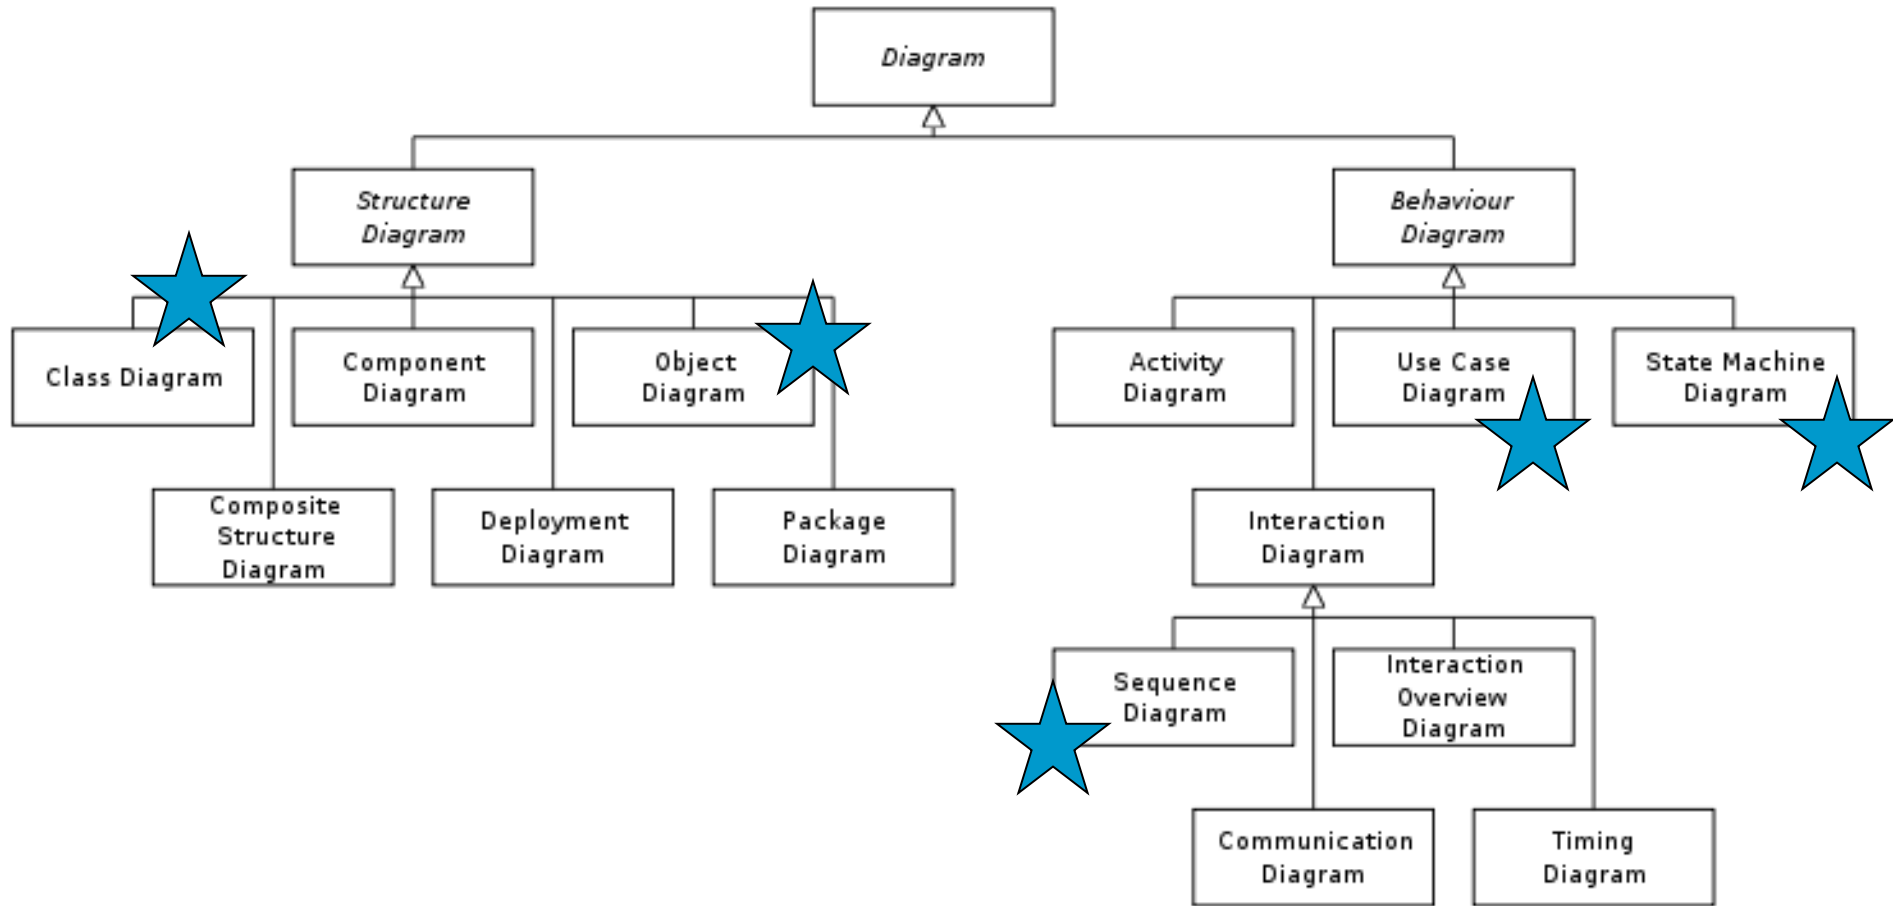 Diagram
Structure
Diagram
Behaviour
Diagram
Class Diagram
Component
Diagram
Object
Diagram
Activity
Diagram
Use Case
Diagram
State Machine
Diagram
Composite
Structure
Diagram
Deployment
Diagram
Package
Diagram
Interaction
Diagram
Sequence
Diagram
Interaction
Overview
Diagram
Communication
Diagram
Timing
Diagram